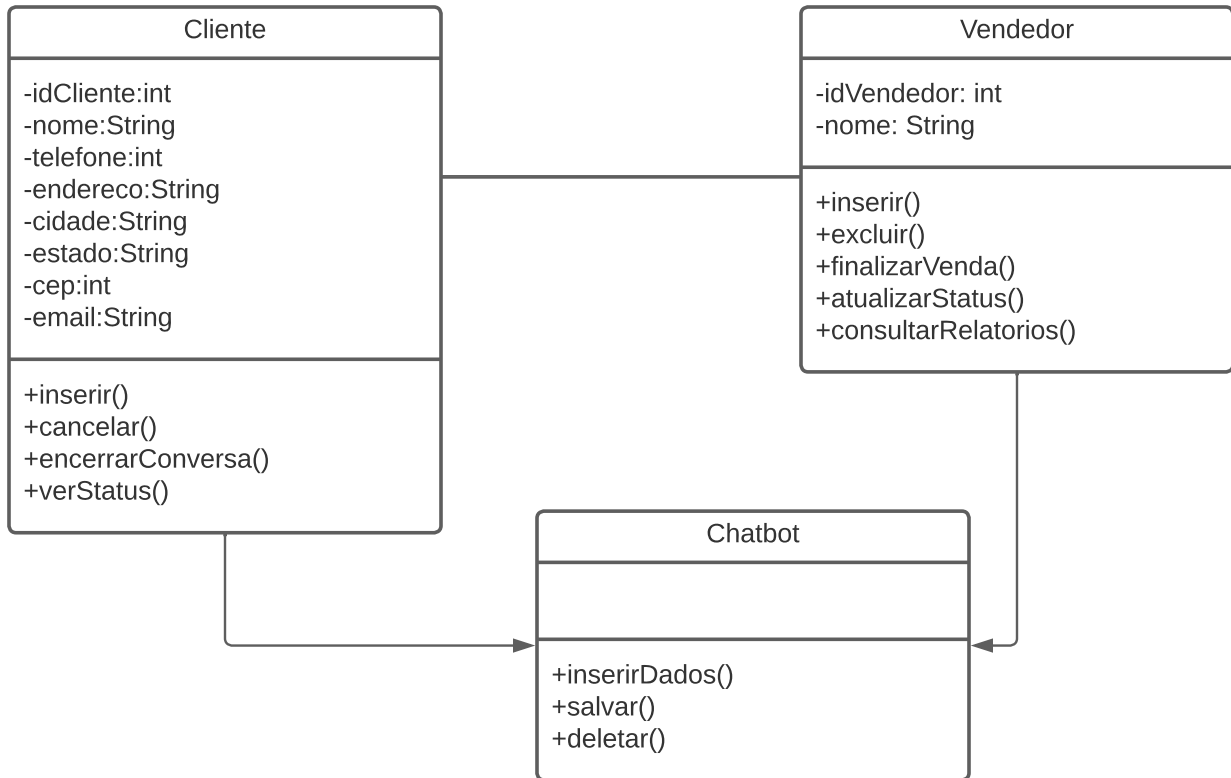 Cliente
-idCliente:int
-nome:String
-telefone:int
-endereco:String
-cidade:String
-estado:String
-cep:int
-email:String
+inserir()
+cancelar()
+encerrarConversa()
+verStatus()
Vendedor
-idVendedor: int
-nome: String
+inserir()
+excluir()
+finalizarVenda()
+atualizarStatus()
+consultarRelatorios()
Chatbot
+inserirDados()
+salvar()
+deletar()